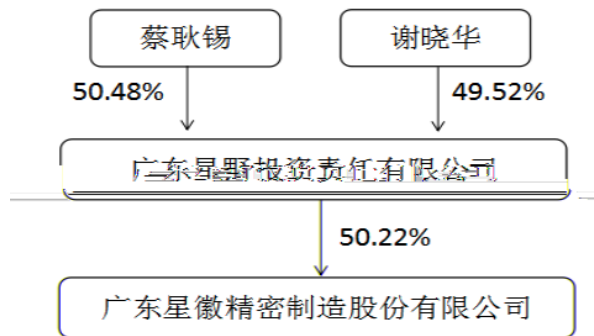 蔡耿锡
谢晓华
50.48%
49.52%
广东星野投资责任有限公司
50.22%
广东星徽精密制造股份有限公司